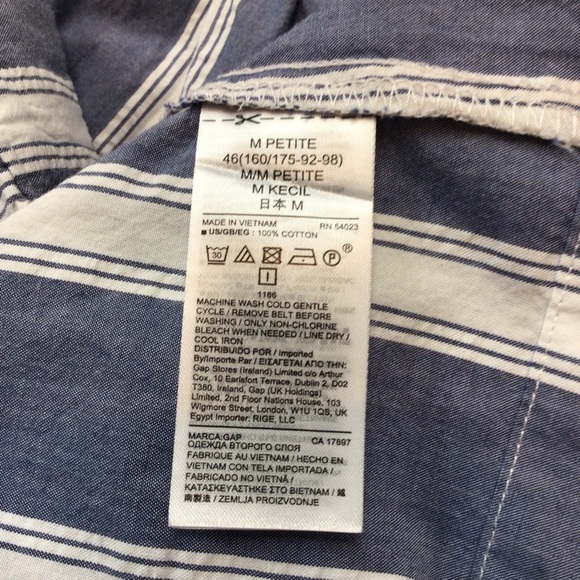 M PETITE
46(160/175-92-98)
M/M PETITE
M KECIL
日本 M
MADE IN VIETNAM RN 54023
■ US/GB/EG : 100% COTTON
30 P ®
1166
MACHINE WASH COLD GENTLE
CYCLE / REMOVE BELT BEFORE
WASHING / ONLY NON-CHLORINE
BLEACH WHEN NEEDED / LINE DRY /
COOL IRON
DISTRIBUIDO POR / Imported
By/Importe Par / ΕΙΣΑΓΕΤΑΙ ΑΠΟ ΤΗΝ:
Gap Stores (Ireland) Limited c/o Arthur
Cox, 10 Earlsfort Terrace, Dublin 2, D02
T380, Ireland, Gap (UK Holdings)
Limited, 2nd Floor Nations House, 103
Wigmore Street, London, W1U 1QS, UK
Egypt Importer: RIGE, LLC
MARCA:GAP CA 17897
ОДЕЖДА ВТОРОГО СЛОЯ
FABRIQUE AU VIETNAM / HECHO EN
VIETNAM CON TELA IMPORTADA /
FABRICADO NO VIETNÃ /
ΚΑΤΑΣΚΕΥΑΣΤΗΚΕ ΣΤΟ ΒΙΕΤΝΑΜ / 越
南製造 / ZEMLJA PROIZVODNJE